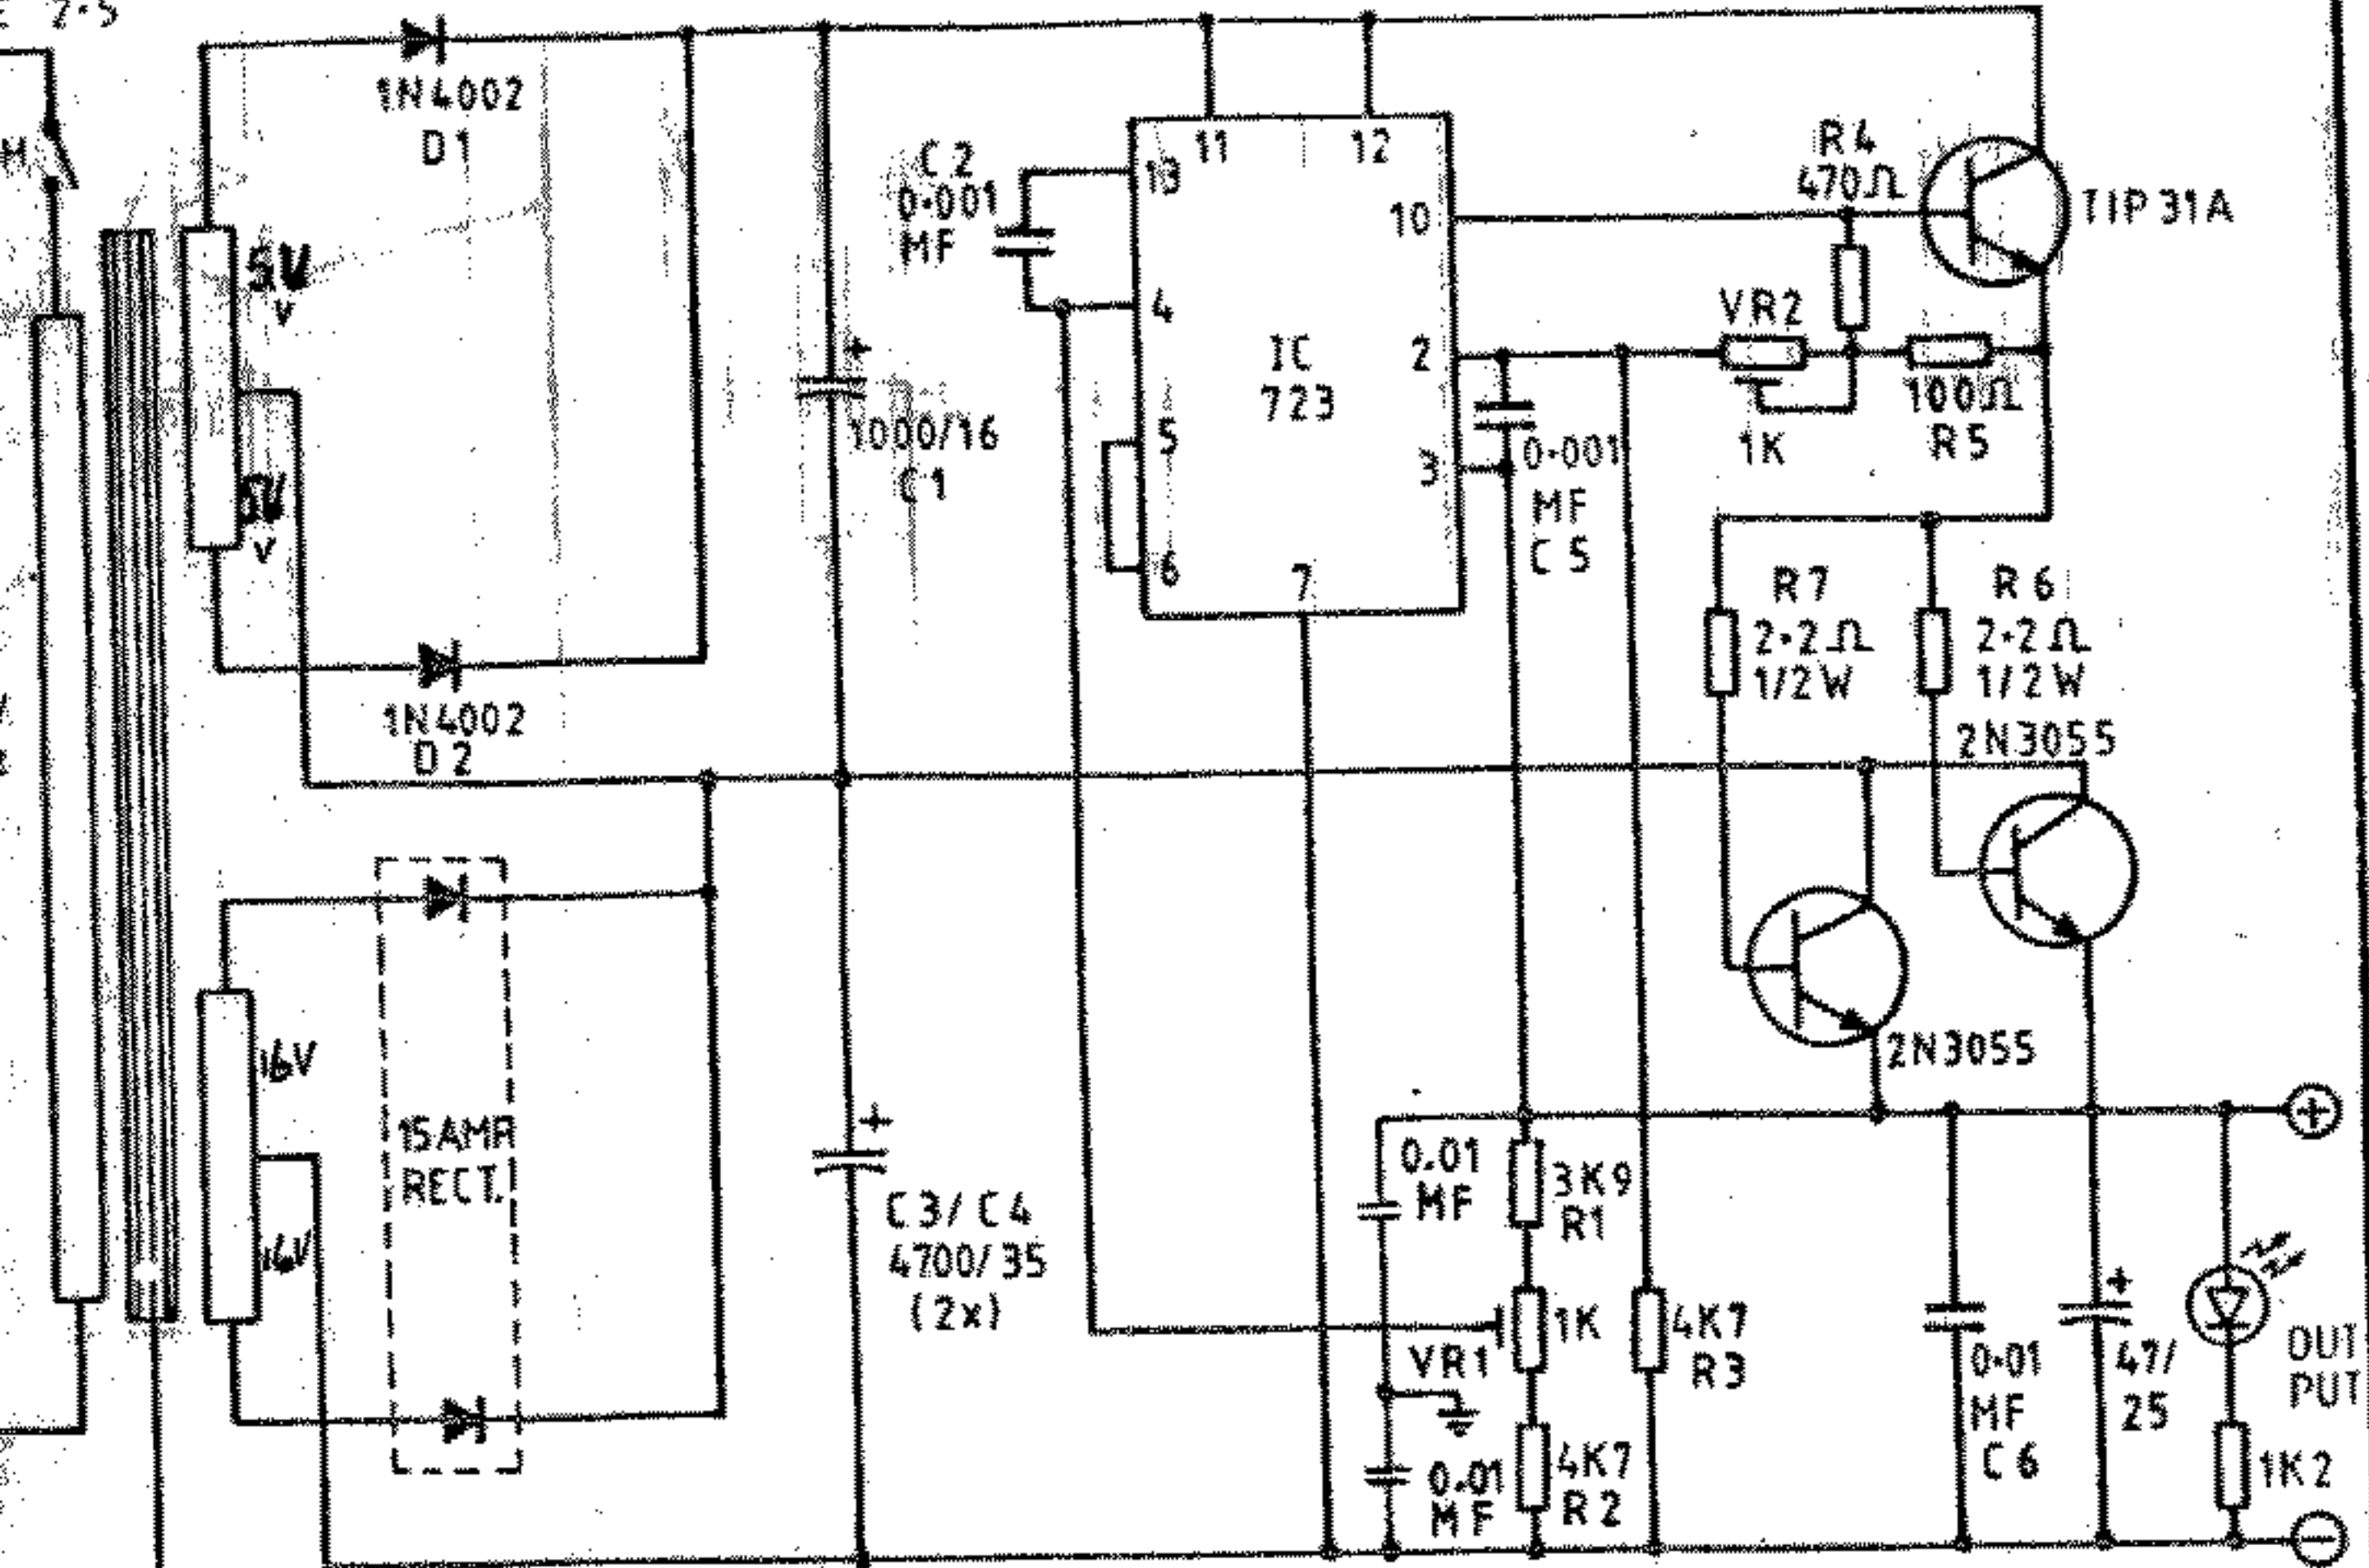 7·5
1N4002
D1
5V
V
5V
V
1N4002
D2
16V
16V
15AMP
RECT.
1000/16
C1
C3/C4
4700/35
(2x)
C2
0·001
MF
11
12
13
10
4
2
5
3
6
7
IC
723
0·001
MF
C5
R4
470Ω
TIP31A
VR2
1K
100Ω
R5
R7
2·2Ω
1/2W
R6
2·2Ω
1/2W
2N3055
2N3055
0.01
MF
3K9
R1
VR1
1K
4K7
R3
0.01
MF
4K7
R2
0·01
MF
C6
+
47/
25
1K2
+
OUT
PUT
−